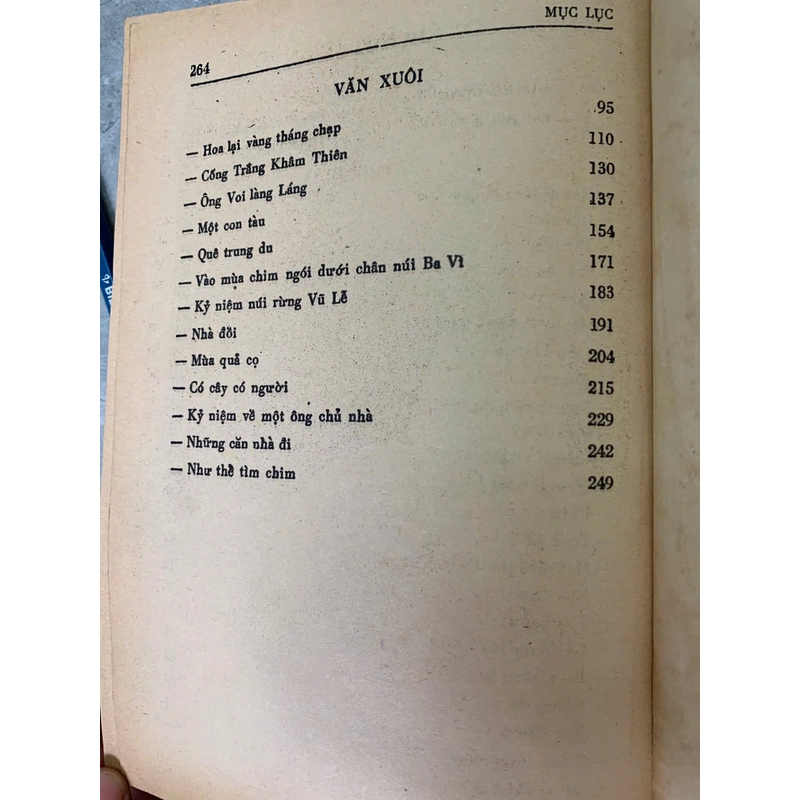 264
MỤC LỤC
VĂN XUÔI
— Hoa lại vàng tháng chạp 95
— Cống Trắng Khâm Thiên 110
— Ông Voi làng Láng 130
— Một con tàu 137
— Quê trung du 154
— Vào mùa chim ngói dưới chân núi Ba Vì 171
— Kỷ niệm núi rừng Vũ Lễ 183
— Nhà đồi 191
— Mùa quả cọ 204
— Có cây có người 215
— Kỷ niệm về một ông chủ nhà 229
— Những căn nhà đi 242
— Như thể tìm chim 249